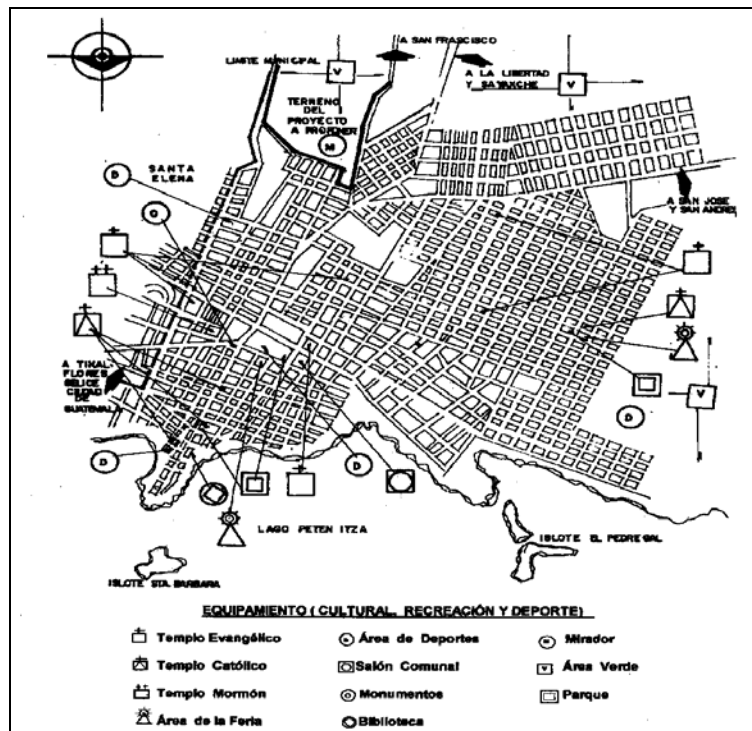 A SAN FRANCISCO
LIMITE MUNICIPAL
V
A LA LIBERTAD
Y SAYAXCHE
V
TERRENO
DEL
PROYECTO
A PROPONER
M
SANTA
ELENA
D
O
A SAN JOSE
Y SAN ANDRES
A TIKAL-
FLORES
BELICE
CIUDAD
DE
GUATEMALA
V
D
D
D
LAGO PETEN ITZA
ISLOTE EL PEDREGAL
ISLOTE STA. BARBARA
EQUIPAMIENTO ( CULTURAL, RECREACIÓN Y DEPORTE)
Templo Evangélico
Área de Deportes
M Mirador
Templo Católico
Salón Comunal
V Área Verde
Templo Mormón
Monumentos
Parque
Área de la Feria
Biblioteca